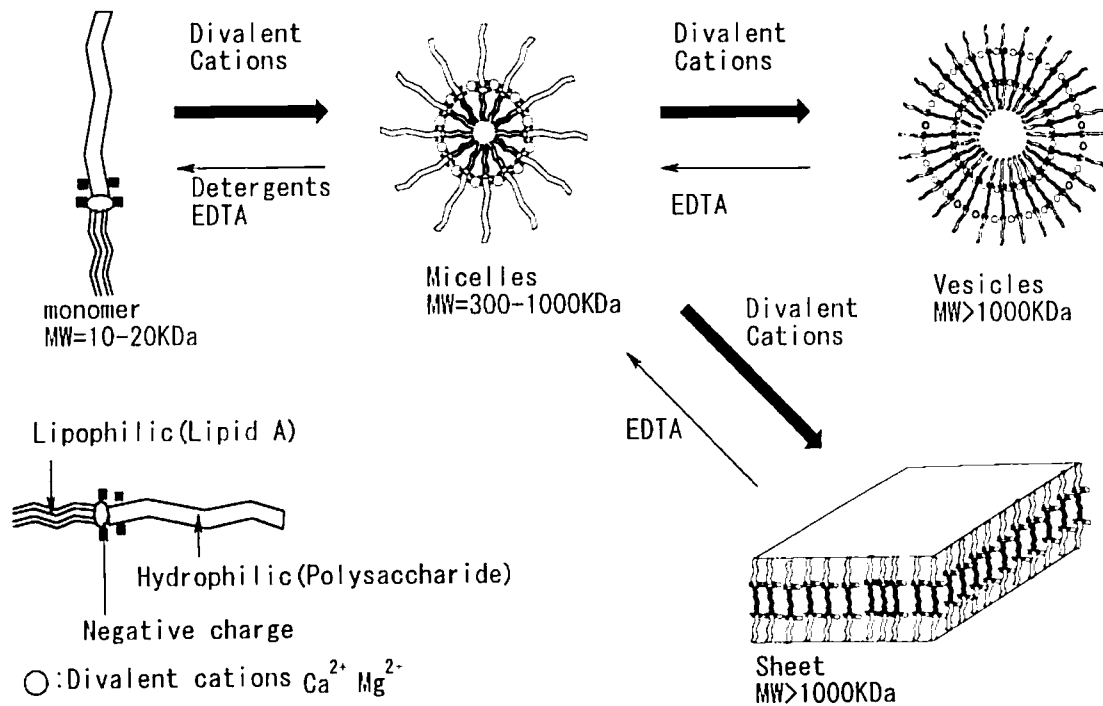 Divalent
Cations
Detergents
EDTA
Divalent
Cations
EDTA
monomer
MW=10-20KDa
Micelles
MW=300-1000KDa
Vesicles
MW>1000KDa
Divalent
Cations
EDTA
Lipophilic(Lipid A)
Hydrophilic(Polysaccharide)
Negative charge
○:Divalent cations Ca²⁺ Mg²⁺
Sheet
MW>1000KDa